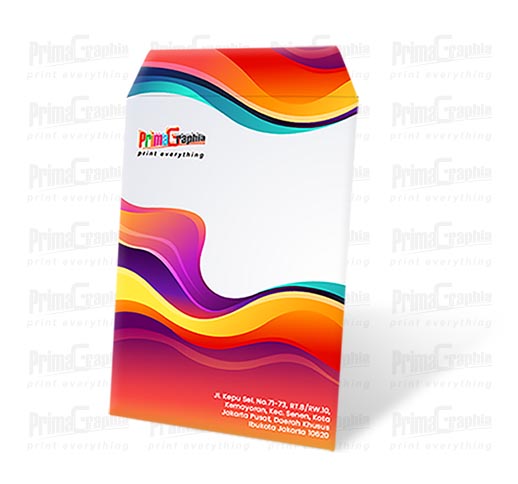 PrimaGraphia
print everything
Jl. Kepu Sel. No.71-73, RT.8/RW.10,
Kemayoran, Kec. Senen, Kota
Jakarta Pusat, Daerah Khusus
Ibukota Jakarta 10620